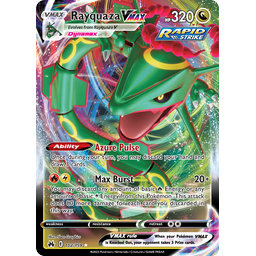 VMAX Rayquaza VMAX HP 320
Evolves from Rayquaza V
Dynamax
RAPID STRIKE
Ability Azure Pulse
Once during your turn, you may discard your hand
and draw 3 cards.
Max Burst 20×
You may discard any amount of basic Energy or any
amount of basic Energy from this Pokémon. This attack
does 80 more damage for each card you discarded in
this way.
weakness resistance retreat
VMAX rule When your Pokémon VMAX
is Knocked Out, your opponent takes 3 Prize cards.